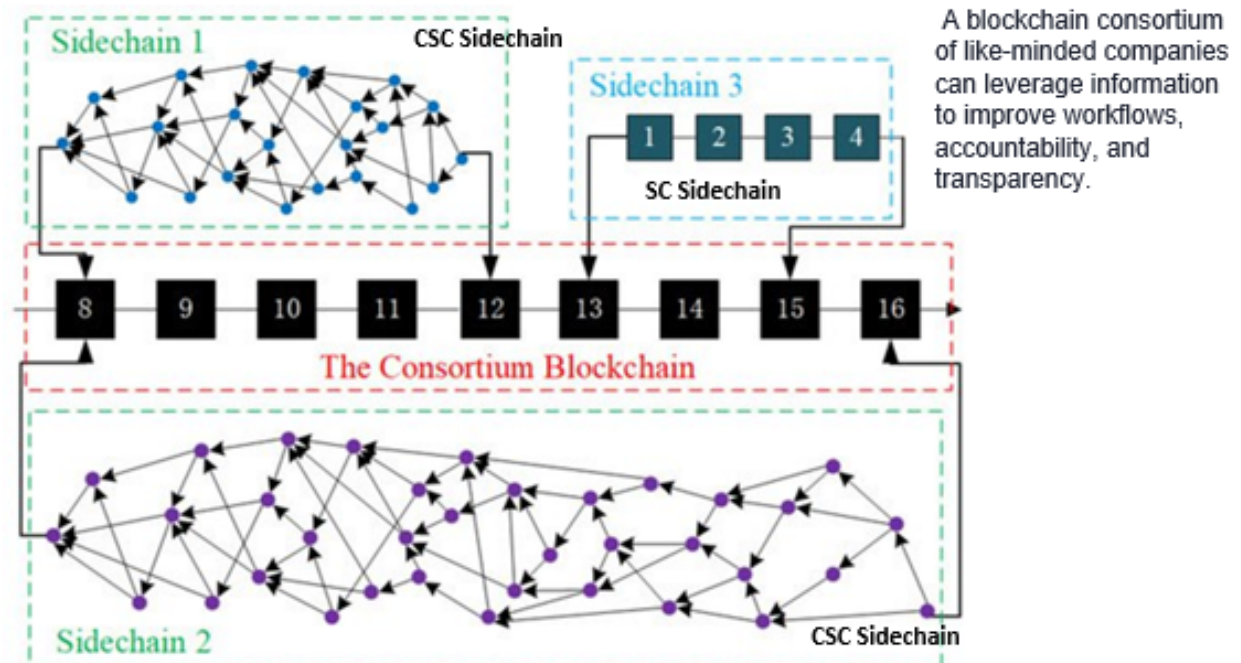 Sidechain 1
CSC Sidechain
Sidechain 3
1 2 3 4
SC Sidechain
A blockchain consortium
of like-minded companies
can leverage information
to improve workflows,
accountability, and
transparency.
8 9 10 11 12 13 14 15 16
The Consortium Blockchain
CSC Sidechain
Sidechain 2